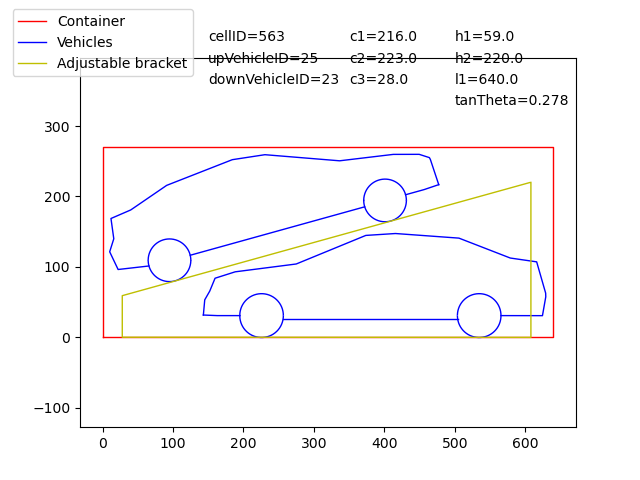 Container
Vehicles
Adjustable bracket
cellID=563 c1=216.0 h1=59.0
upVehicleID=25 c2=223.0 h2=220.0
downVehicleID=23 c3=28.0 l1=640.0
tanTheta=0.278
300
200
100
0
−100
0 100 200 300 400 500 600